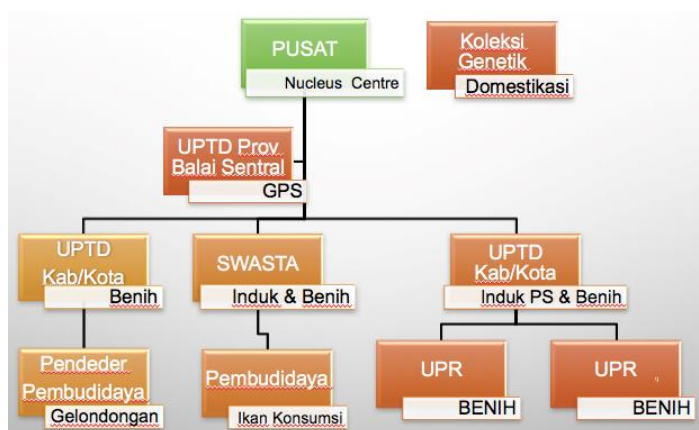 PUSAT
Nucleus Centre
Koleksi
Genetik
Domestikasi
UPTD Prov
Balai Sentral
GPS
UPTD
Kab/Kota
Benih
SWASTA
Induk & Benih
UPTD
Kab/Kota
Induk PS & Benih
Pendeder
Pembudidaya
Gelondongan
Pembudidaya
Ikan Konsumsi
UPR
BENIH
UPR
BENIH